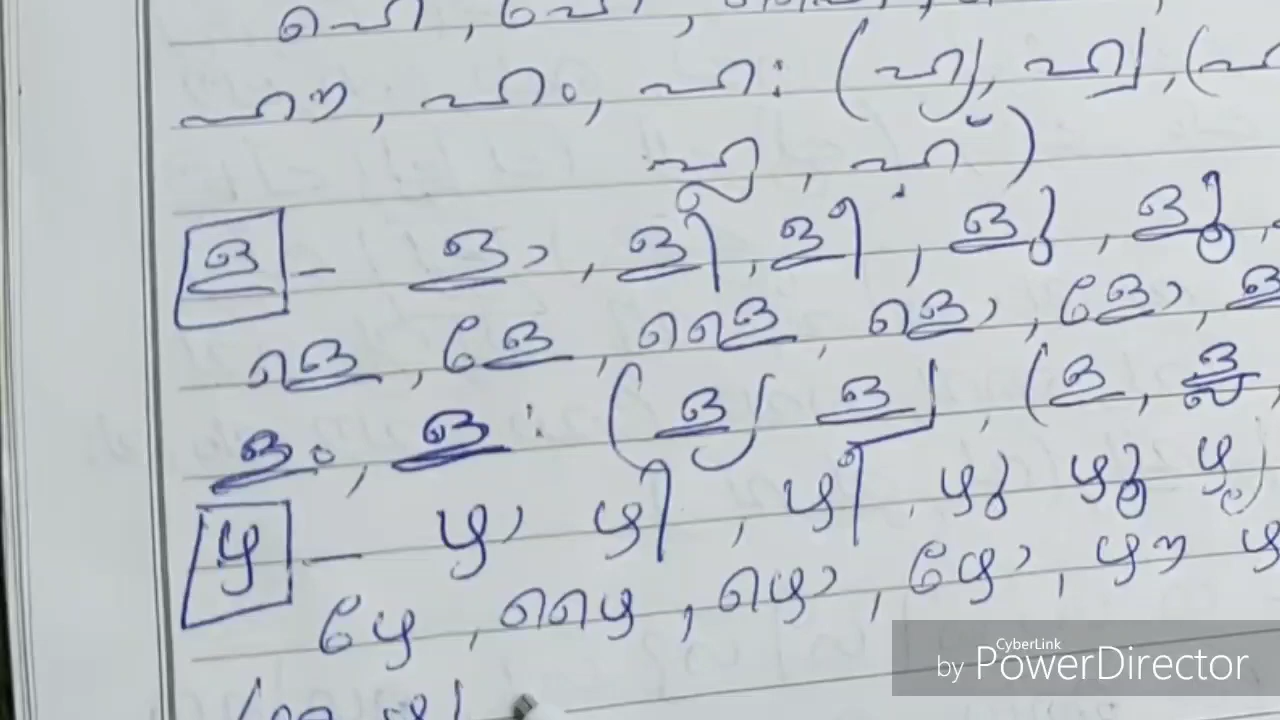 ഹൌ, ഹം, ഹഃ (ഹ്യ, ഹ്ര,
ഹ്ല, ഹ്)
ള – ളാ, ളി, ളീ, ളു, ളൂ,
ളെ, ളേ, ളൈ, ളൊ, ളോ,
ളം, ളഃ (ള്യ
ഴ – ഴാ ഴി, ഴീ, ഴു ഴൂ
ഴേ, ഴൈ, ഴൊ, ഴോ, ഴൌ
CyberLink
by PowerDirector